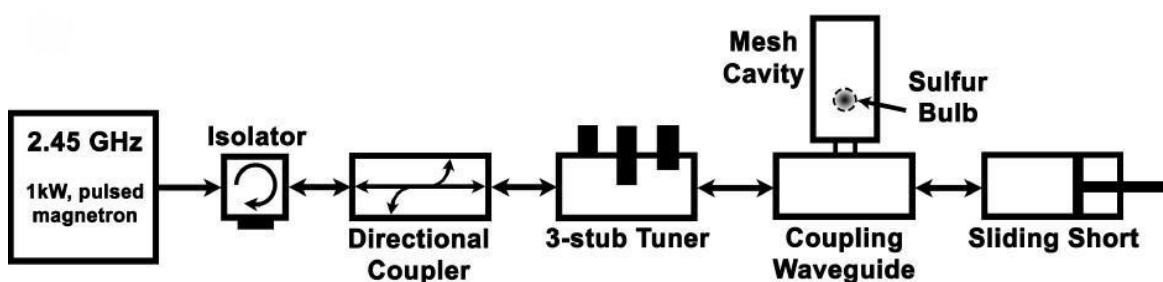 2.45 GHz
1kW, pulsed
magnetron
Isolator
Directional
Coupler
3-stub Tuner
Mesh
Cavity
Sulfur
Bulb
Coupling
Waveguide
Sliding Short